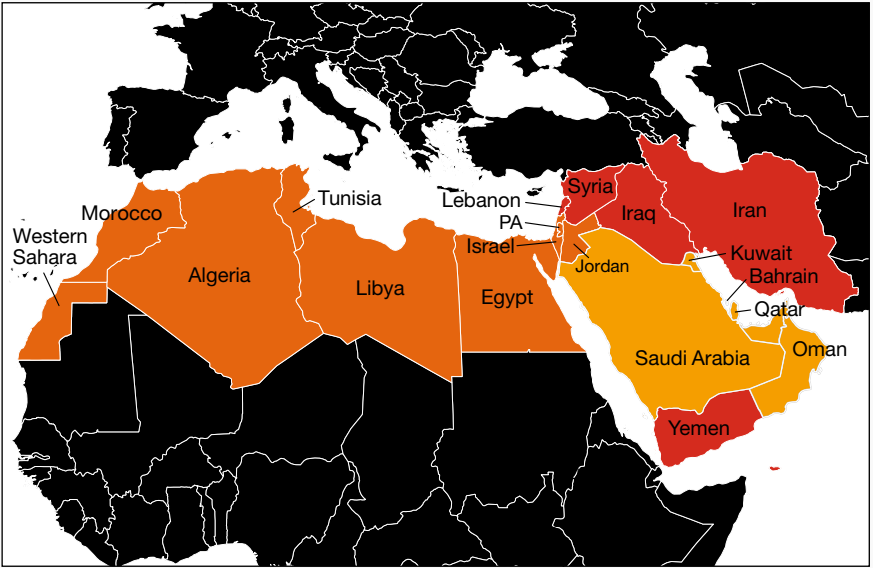 Tunisia
Lebanon
Syria
Morocco
PA
Iraq
Iran
Western
Sahara
Israel
Kuwait
Jordan
Bahrain
Algeria
Libya
Egypt
Qatar
Saudi Arabia
Oman
Yemen